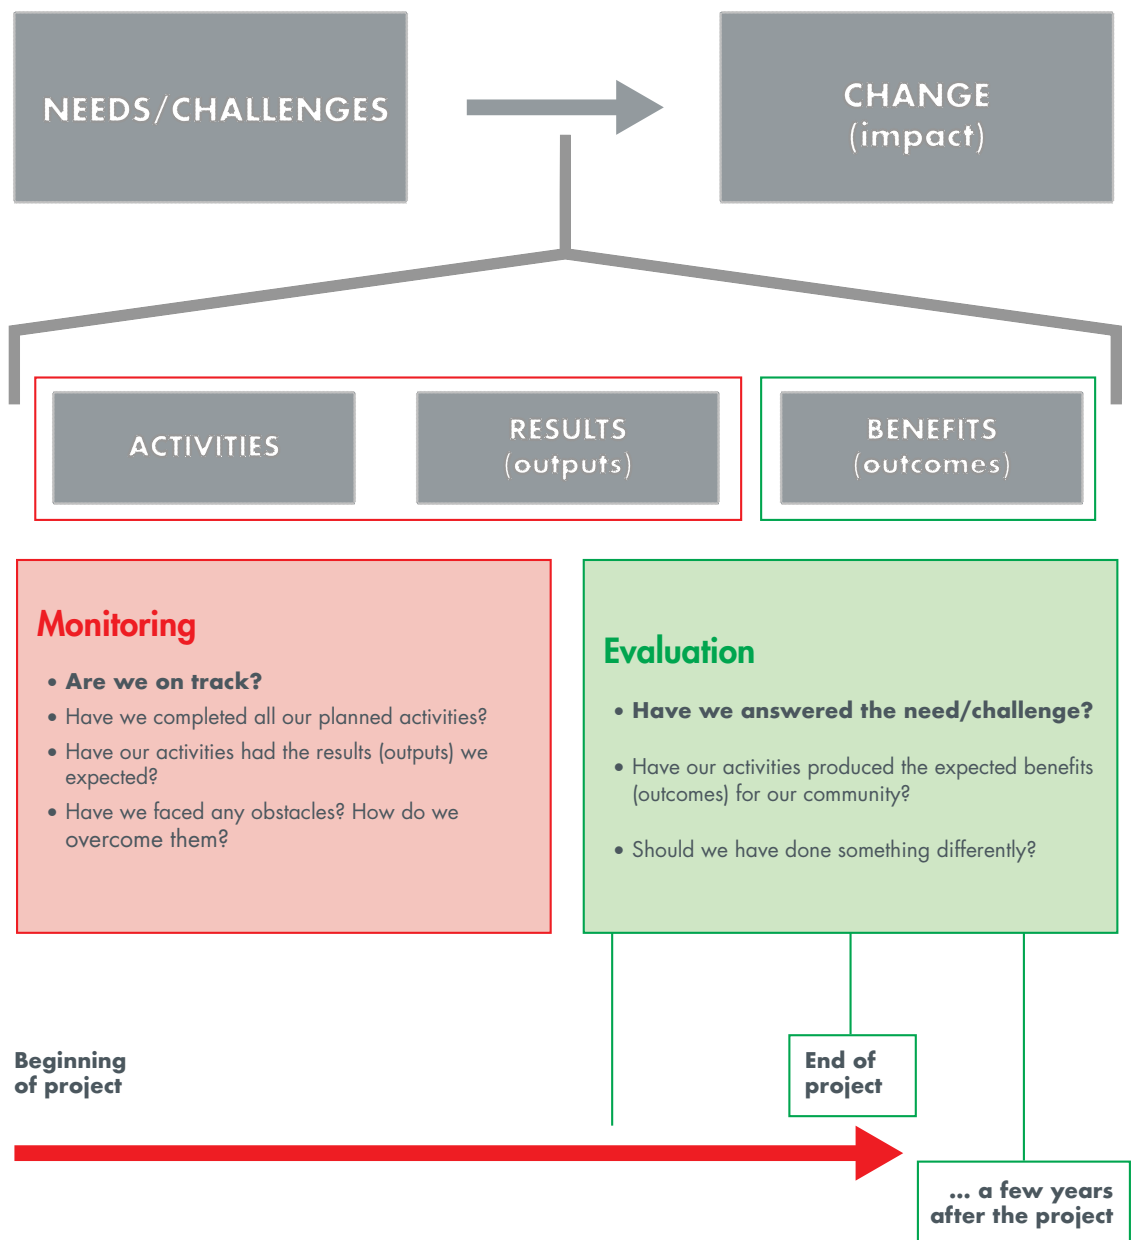 NEEDS/CHALLENGES
CHANGE
(impact)
ACTIVITIES
RESULTS
(outputs)
BENEFITS
(outcomes)
Monitoring
• Are we on track?
• Have we completed all our planned activities?
• Have our activities had the results (outputs) we
expected?
• Have we faced any obstacles? How do we
overcome them?
Evaluation
• Have we answered the need/challenge?
• Have our activities produced the expected benefits
(outcomes) for our community?
• Should we have done something differently?
Beginning
of project
End of
project
... a few years
after the project